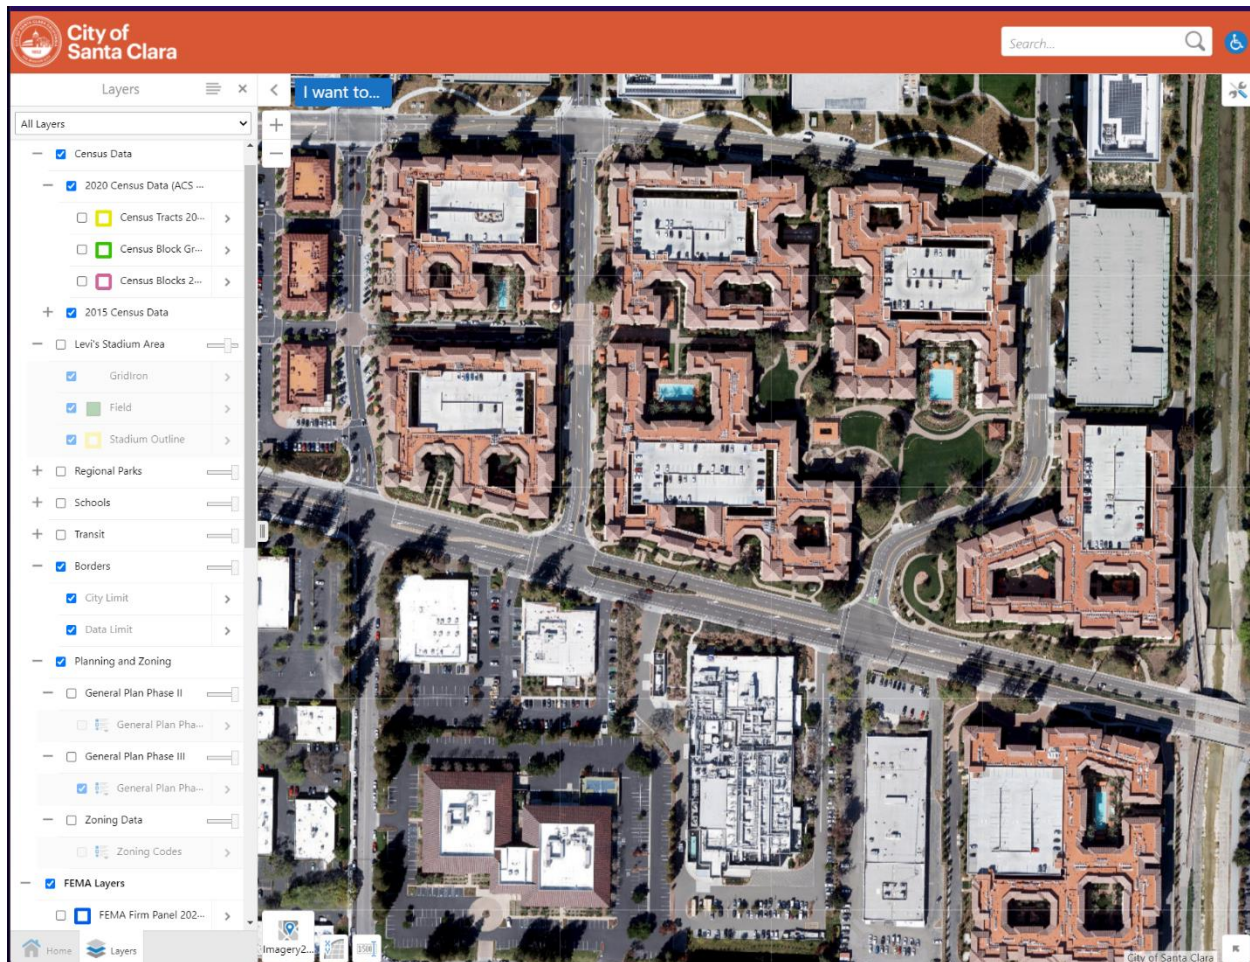 City of
Santa Clara
Search...
Layers
I want to...
All Layers
Census Data
2020 Census Data (ACS ...
Census Tracts 20...
Census Block Gr...
Census Blocks 2...
2015 Census Data
Levi's Stadium Area
GridIron
Field
Stadium Outline
Regional Parks
Schools
Transit
Borders
City Limit
Data Limit
Planning and Zoning
General Plan Phase II
General Plan Pha...
General Plan Phase III
General Plan Pha...
Zoning Data
Zoning Codes
FEMA Layers
FEMA Firm Panel 202...
Home
Layers
Imagery2...
City of Santa Clara